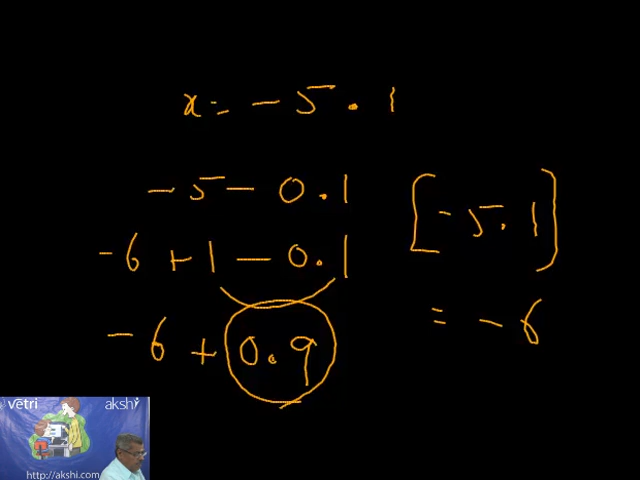 x = - 5 . 1
- 5 - 0 . 1
- 6 + 1 - 0 . 1
- 6 + 0 . 9
[ - 5 . 1 ]
= - 6
vetri akshi
http://akshi.com